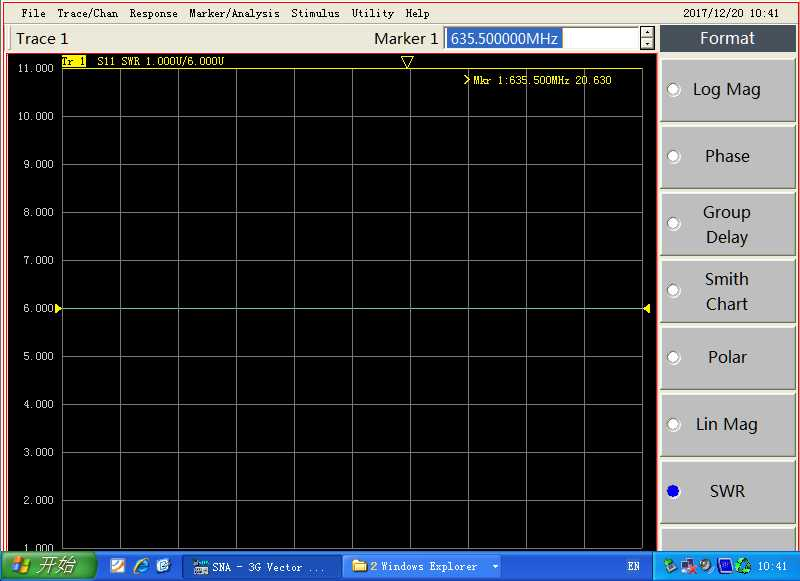 File Trace/Chan Response Marker/Analysis Stimulus Utility Help 2017/12/20 10:41
Trace 1 Marker 1 635.500000MHz Format
Tr 1 S11 SWR 1.000U/6.000U
>Mkr 1:635.500MHz 20.630
11.000
10.000
9.000
8.000
7.000
6.000
5.000
4.000
3.000
2.000
1.000
Log Mag
Phase
Group
Delay
Smith
Chart
Polar
Lin Mag
SWR
开始 SNA - 3G Vector ... 2 Windows Explorer EN 10:41